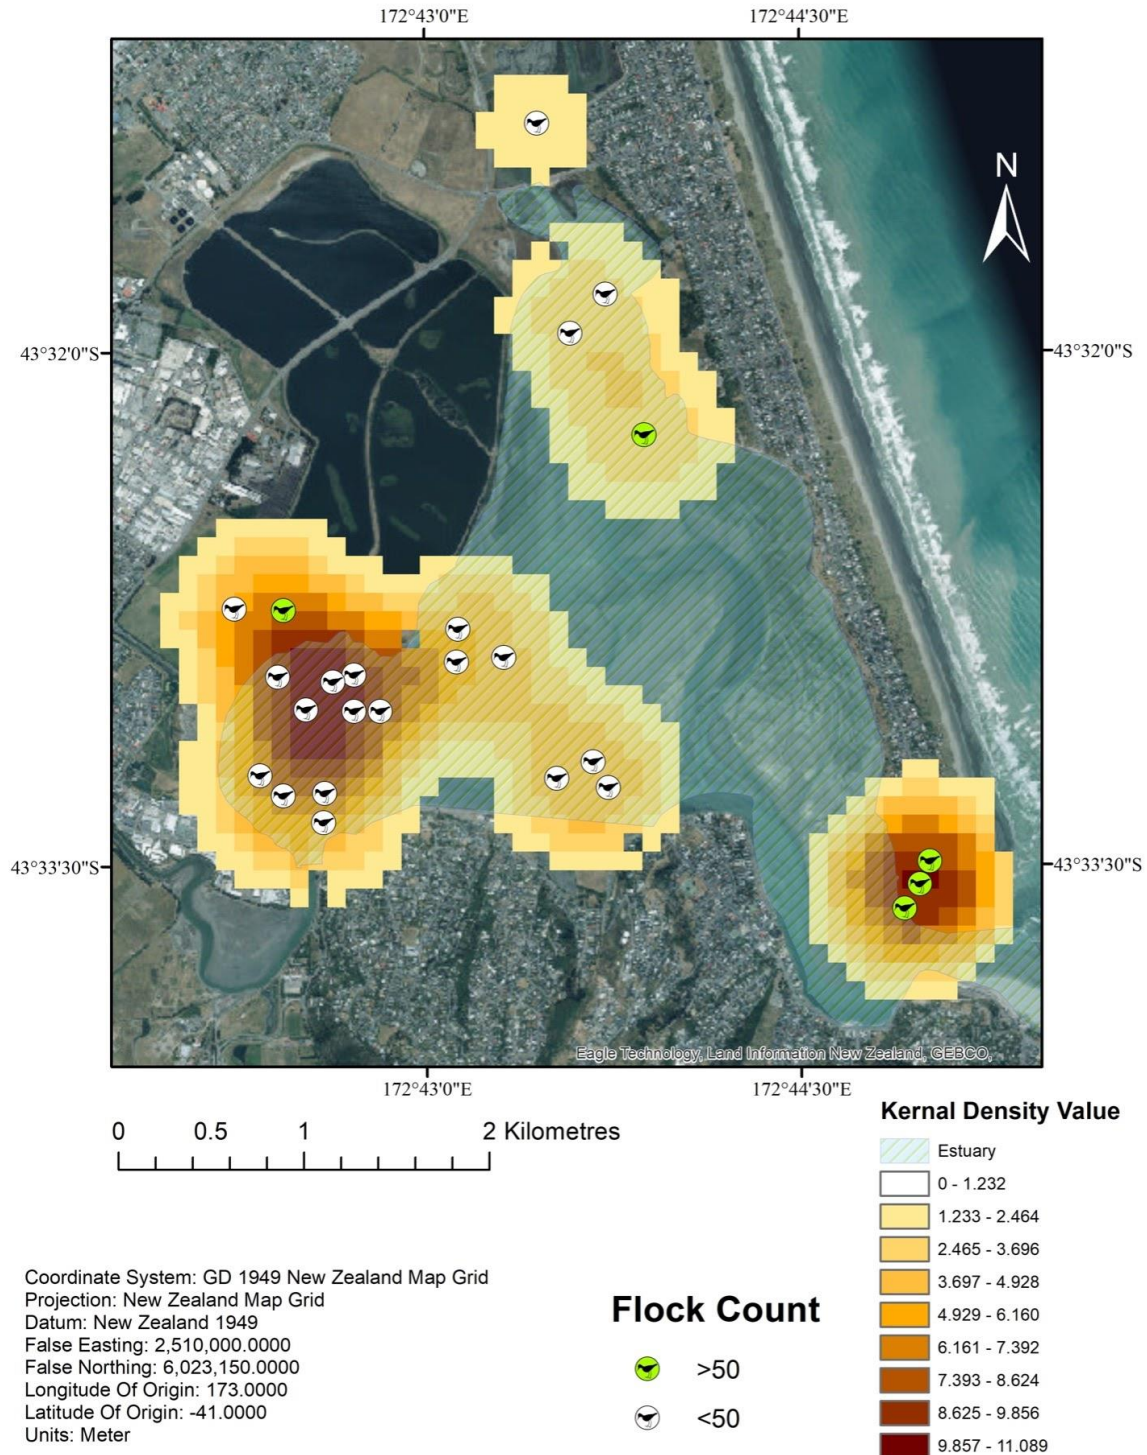 172°43'0"E
172°44'30"E
N
43°32'0"S
43°32'0"S
43°33'30"S
43°33'30"S
Eagle Technology, Land Information New Zealand, GEBCO,
172°43'0"E
172°44'30"E
0 0.5 1 2 Kilometres
Kernal Density Value
Estuary
0 - 1.232
1.233 - 2.464
2.465 - 3.696
3.697 - 4.928
4.929 - 6.160
6.161 - 7.392
7.393 - 8.624
8.625 - 9.856
9.857 - 11.089
Coordinate System: GD 1949 New Zealand Map Grid
Projection: New Zealand Map Grid
Datum: New Zealand 1949
False Easting: 2,510,000.0000
False Northing: 6,023,150.0000
Longitude Of Origin: 173.0000
Latitude Of Origin: -41.0000
Units: Meter
Flock Count
>50
<50